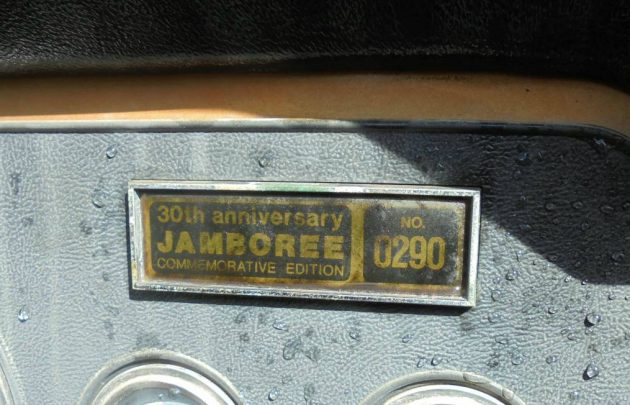 30th anniversary
JAMBOREE
COMMEMORATIVE EDITION
NO.
0290